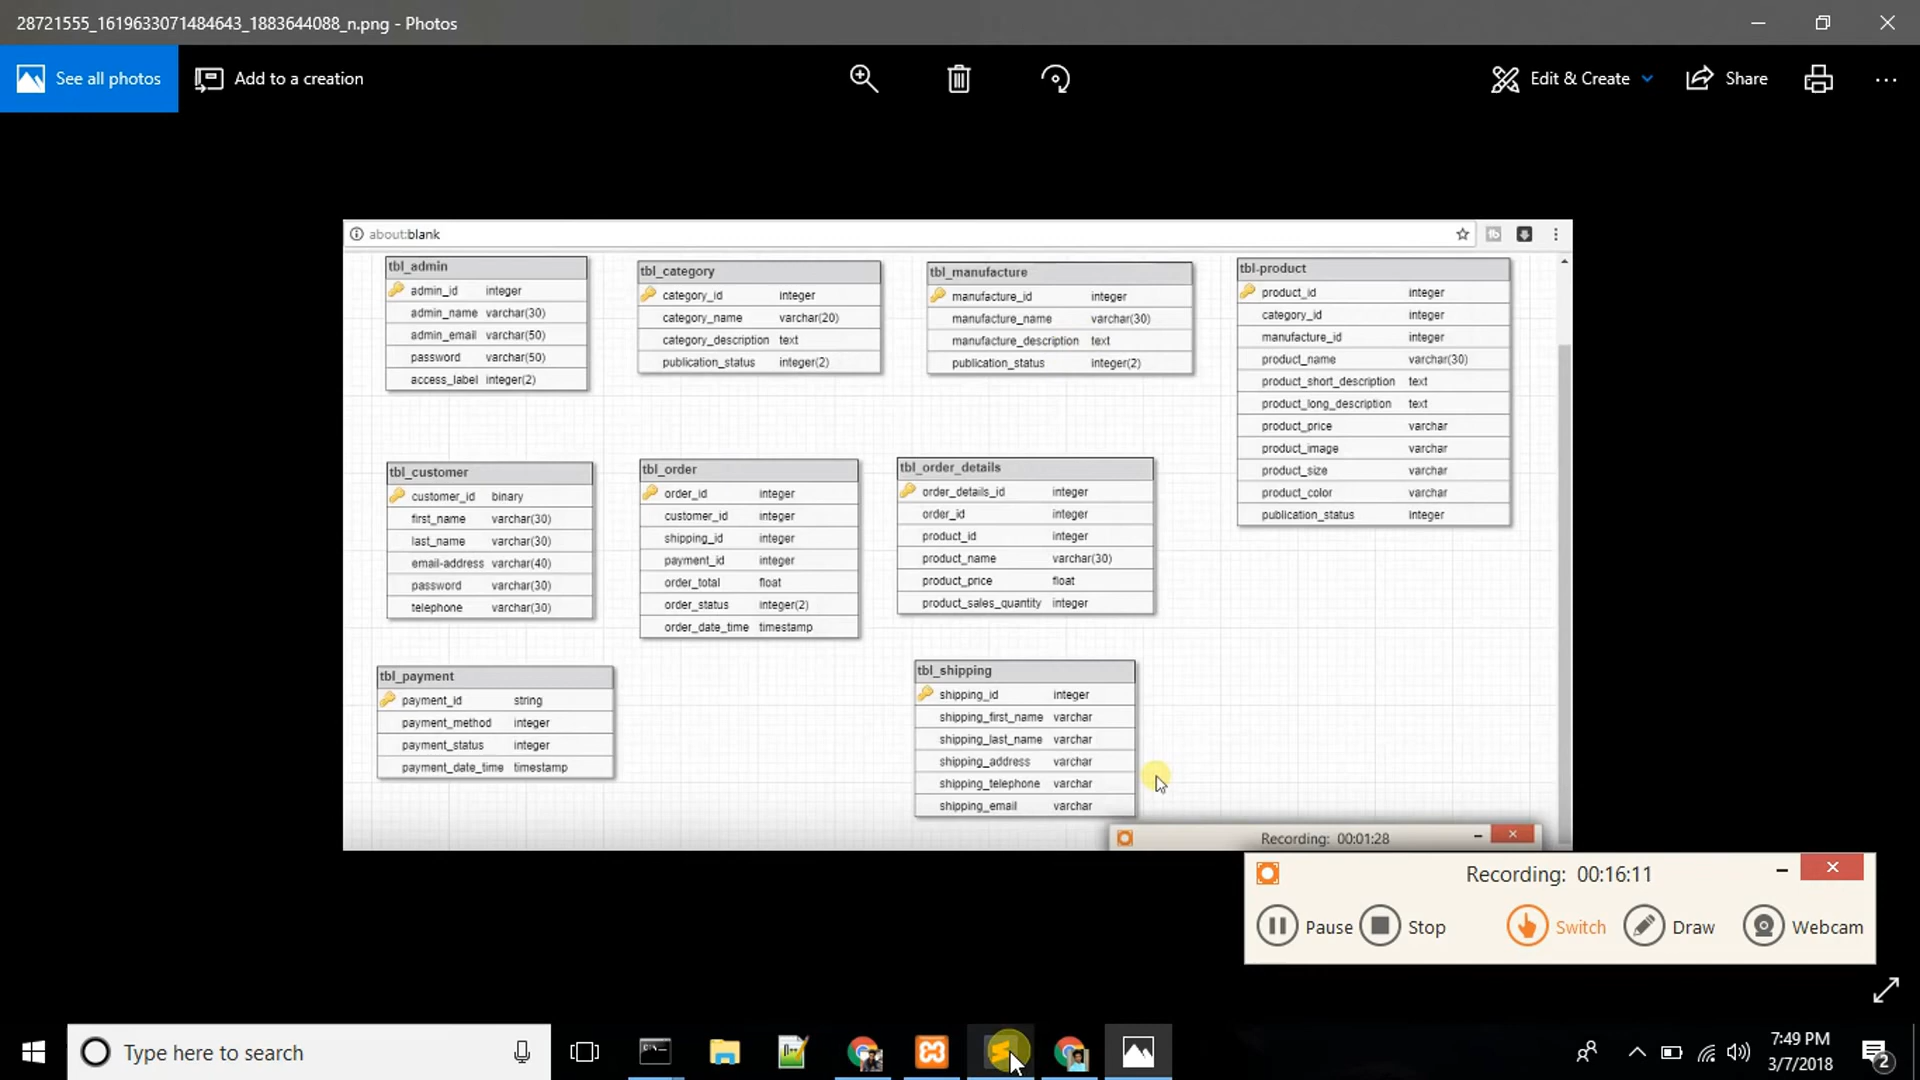 28721555_1619633071484643_1883644088_n.png - Photos
See all photos
Add to a creation
Edit & Create
Share
about:blank
tbl_admin
admin_id integer
admin_name varchar(30)
admin_email varchar(50)
password varchar(50)
access_label integer(2)
tbl_category
category_id integer
category_name varchar(20)
category_description text
publication_status integer(2)
tbl_manufacture
manufacture_id integer
manufacture_name varchar(30)
manufacture_description text
publication_status integer(2)
tbl-product
product_id integer
category_id integer
manufacture_id integer
product_name varchar(30)
product_short_description text
product_long_description text
product_price varchar
product_image varchar
product_size varchar
product_color varchar
publication_status integer
tbl_customer
customer_id binary
first_name varchar(30)
last_name varchar(30)
email-address varchar(40)
password varchar(30)
telephone varchar(30)
tbl_order
order_id integer
customer_id integer
shipping_id integer
payment_id integer
order_total float
order_status integer(2)
order_date_time timestamp
tbl_order_details
order_details_id integer
order_id integer
product_id integer
product_name varchar(30)
product_price float
product_sales_quantity integer
tbl_payment
payment_id string
payment_method integer
payment_status integer
payment_date_time timestamp
tbl_shipping
shipping_id integer
shipping_first_name varchar
shipping_last_name varchar
shipping_address varchar
shipping_telephone varchar
shipping_email varchar
Recording: 00:01:28
Recording: 00:16:11
Pause Stop Switch Draw Webcam
Type here to search
7:49 PM
3/7/2018
2